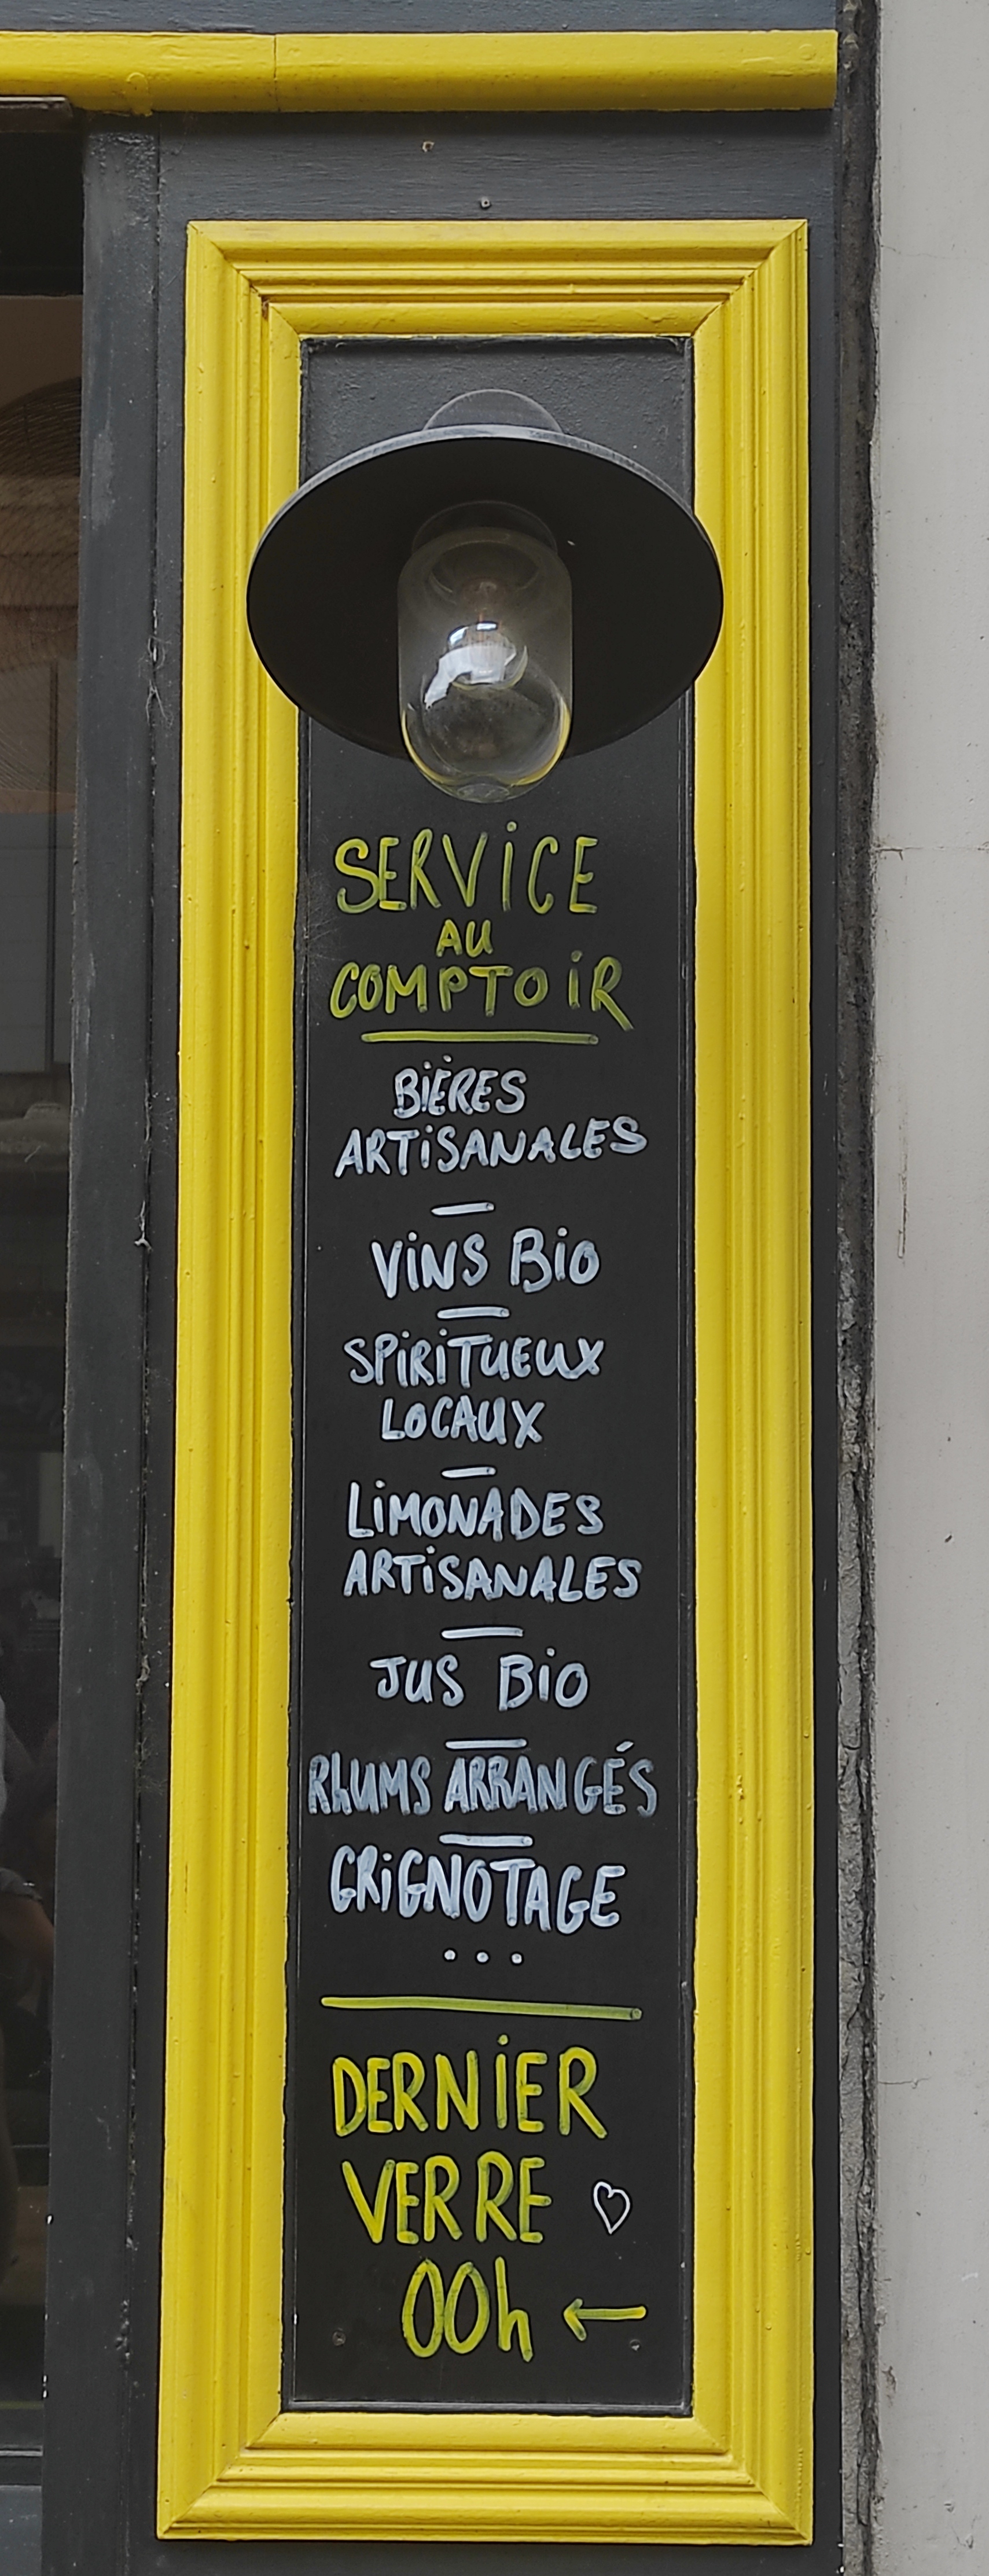 SERVICE
AU
COMPTOIR
BIÈRES
ARTISANALES
VINS BIO
SPIRITUEUX
LOCAUX
LIMONADES
ARTISANALES
JUS BIO
RHUMS ARRANGÉS
GRIGNOTAGE
...
DERNIER
VERRE ♡
00h ←